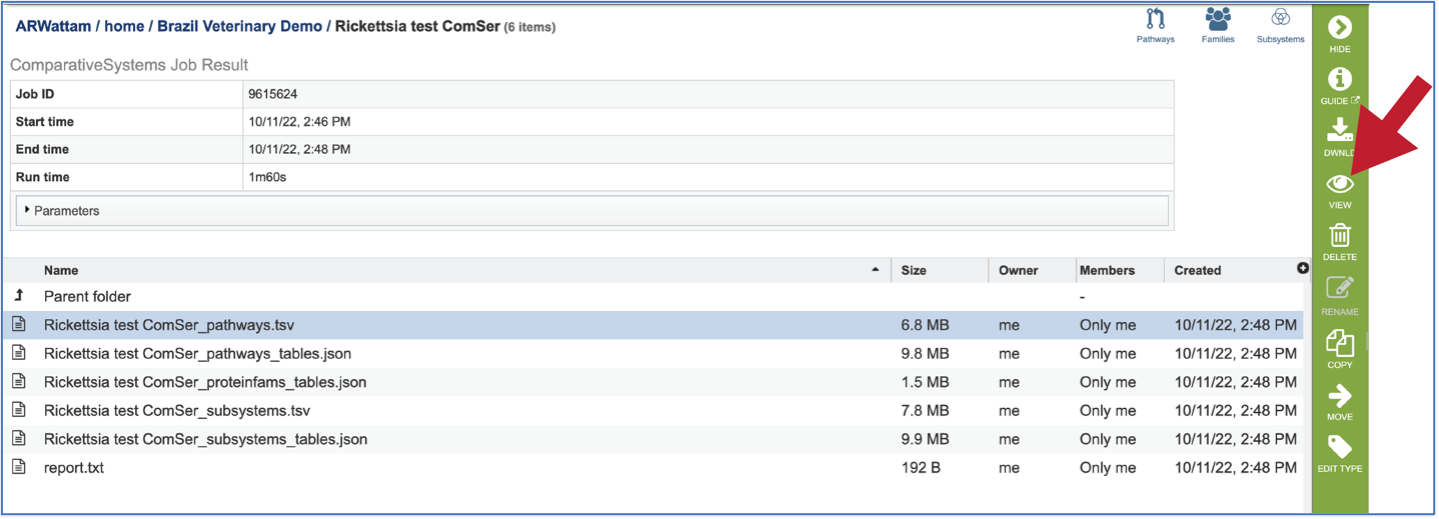 ARWattam / home / Brazil Veterinary Demo / Rickettsia test ComSer (6 items)
Pathways
Families
Subsystems
ComparativeSystems Job Result
Job ID 9615624
Start time 10/11/22, 2:46 PM
End time 10/11/22, 2:48 PM
Run time 1m60s
Parameters
Name Size Owner Members Created
Parent folder -
Rickettsia test ComSer_pathways.tsv 6.8 MB me Only me 10/11/22, 2:48 PM
Rickettsia test ComSer_pathways_tables.json 9.8 MB me Only me 10/11/22, 2:48 PM
Rickettsia test ComSer_proteinfams_tables.json 1.5 MB me Only me 10/11/22, 2:48 PM
Rickettsia test ComSer_subsystems.tsv 7.8 MB me Only me 10/11/22, 2:48 PM
Rickettsia test ComSer_subsystems_tables.json 9.9 MB me Only me 10/11/22, 2:48 PM
report.txt 192 B me Only me 10/11/22, 2:48 PM
HIDE
GUIDE
DWNLD
VIEW
DELETE
RENAME
COPY
MOVE
EDIT TYPE